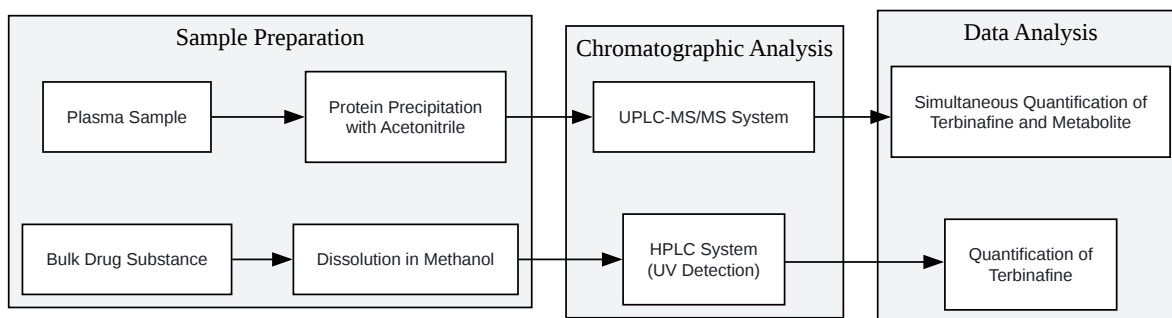 Sample Preparation
Plasma Sample
Protein Precipitation
with Acetonitrile
Bulk Drug Substance
Dissolution in Methanol
Chromatographic Analysis
UPLC-MS/MS System
HPLC System
(UV Detection)
Data Analysis
Simultaneous Quantification of
Terbinafine and Metabolite
Quantification of
Terbinafine